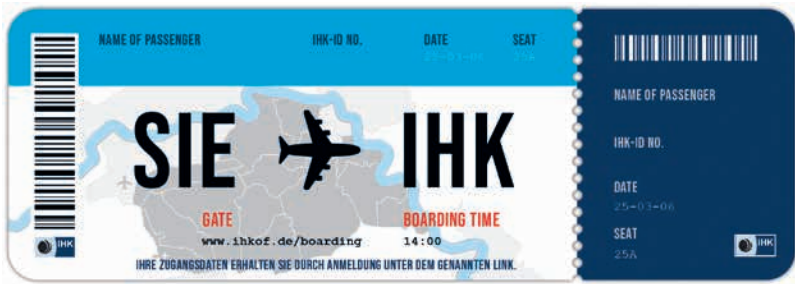 NAME OF PASSENGER IHK-ID NO. DATE SEAT
25-03-06 25A
SIE IHK
GATE BOARDING TIME
www.ihkof.de/boarding 14:00
IHRE ZUGANGSDATEN ERHALTEN SIE DURCH ANMELDUNG UNTER DEM GENANNTEN LINK.
IHK
NAME OF PASSENGER
IHK-ID NO.
DATE
25-03-06
SEAT
25A
IHK